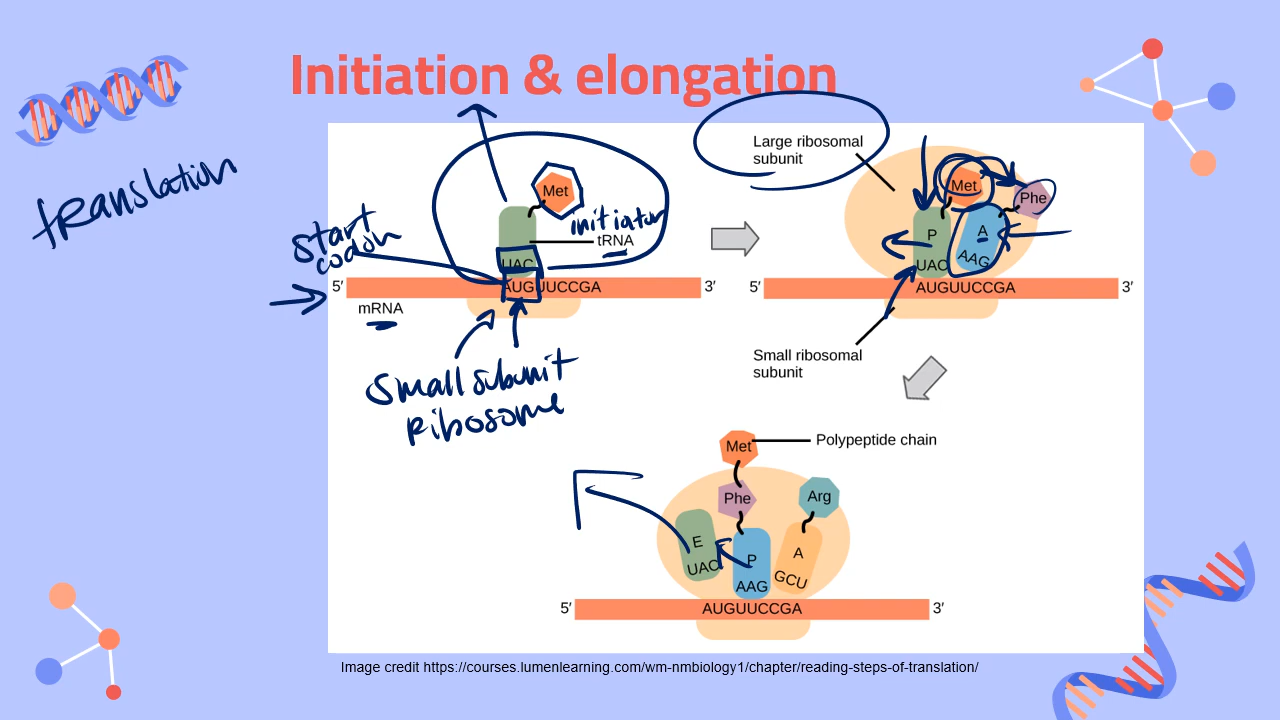 Initiation & elongation
translation
Large ribosomal
subunit
Met
Met
Phe
initiator
tRNA
start
codon
P
A
UAC
UAC
AAG
5′
AUGUUCCGA
3′
5′
AUGUUCCGA
3′
mRNA
Small ribosomal
subunit
small subunit
ribosome
Met
Polypeptide chain
Phe
Arg
E
P
A
UAC
AAG
GCU
5′
AUGUUCCGA
3′
Image credit https://courses.lumenlearning.com/wm-nmbiology1/chapter/reading-steps-of-translation/